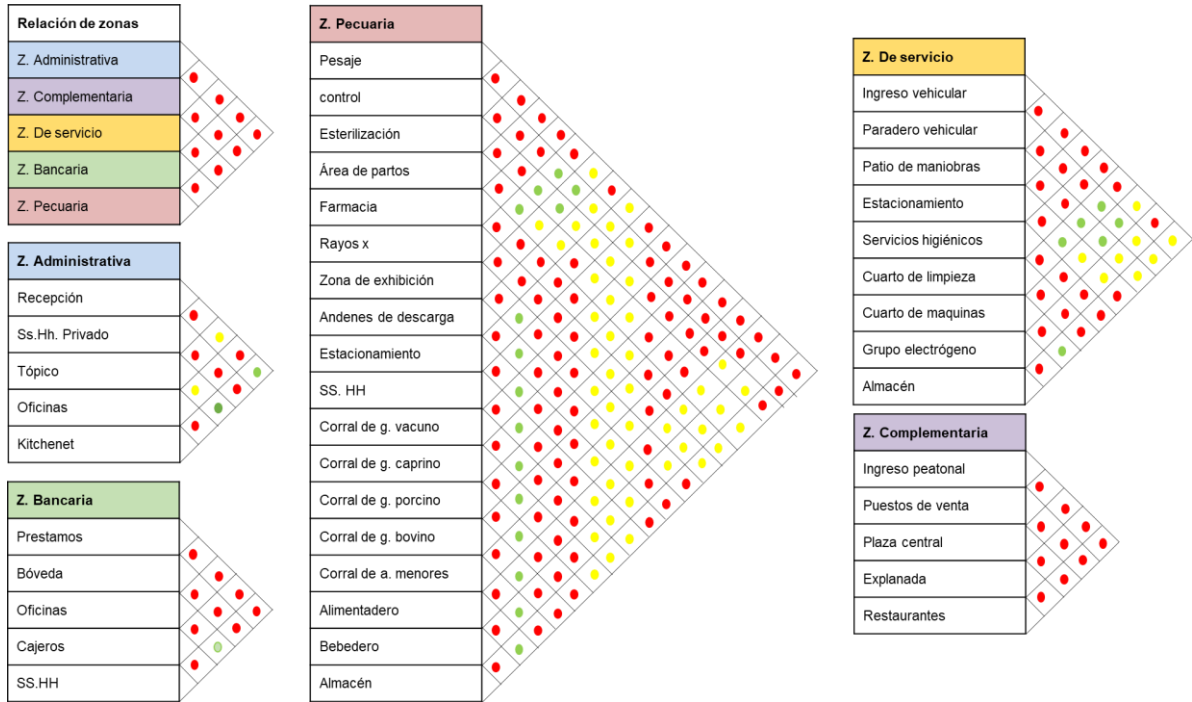 Relación de zonas
Z. Administrativa
Z. Complementaria
Z. De servicio
Z. Bancaria
Z. Pecuaria
Z. Administrativa
Recepción
Ss.Hh. Privado
Tópico
Oficinas
Kitchenet
Z. Bancaria
Prestamos
Bóveda
Oficinas
Cajeros
SS.HH
Z. Pecuaria
Pesaje
control
Esterilización
Área de partos
Farmacia
Rayos x
Zona de exhibición
Andenes de descarga
Estacionamiento
SS. HH
Corral de g. vacuno
Corral de g. caprino
Corral de g. porcino
Corral de g. bovino
Corral de a. menores
Alimentadero
Bebedero
Almacén
Z. De servicio
Ingreso vehicular
Paradero vehicular
Patio de maniobras
Estacionamiento
Servicios higiénicos
Cuarto de limpieza
Cuarto de maquinas
Grupo electrógeno
Almacén
Z. Complementaria
Ingreso peatonal
Puestos de venta
Plaza central
Explanada
Restaurantes